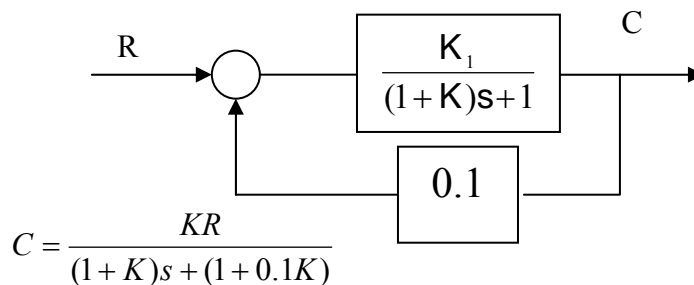 R
C
K₁
(1+K)s+1
0.1
C = KR / ((1+K)s+(1+0.1K))